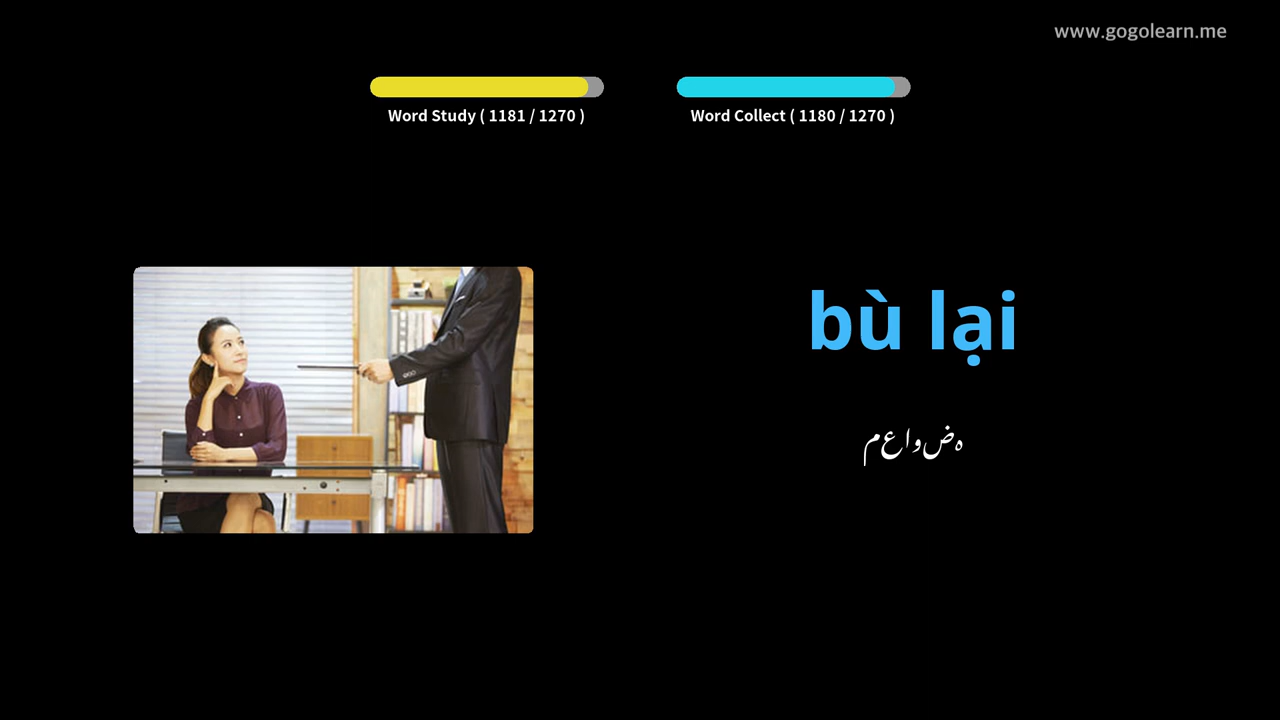 www.gogolearn.me
Word Study ( 1181 / 1270 )
Word Collect ( 1180 / 1270 )
bù lại
معاوضہ